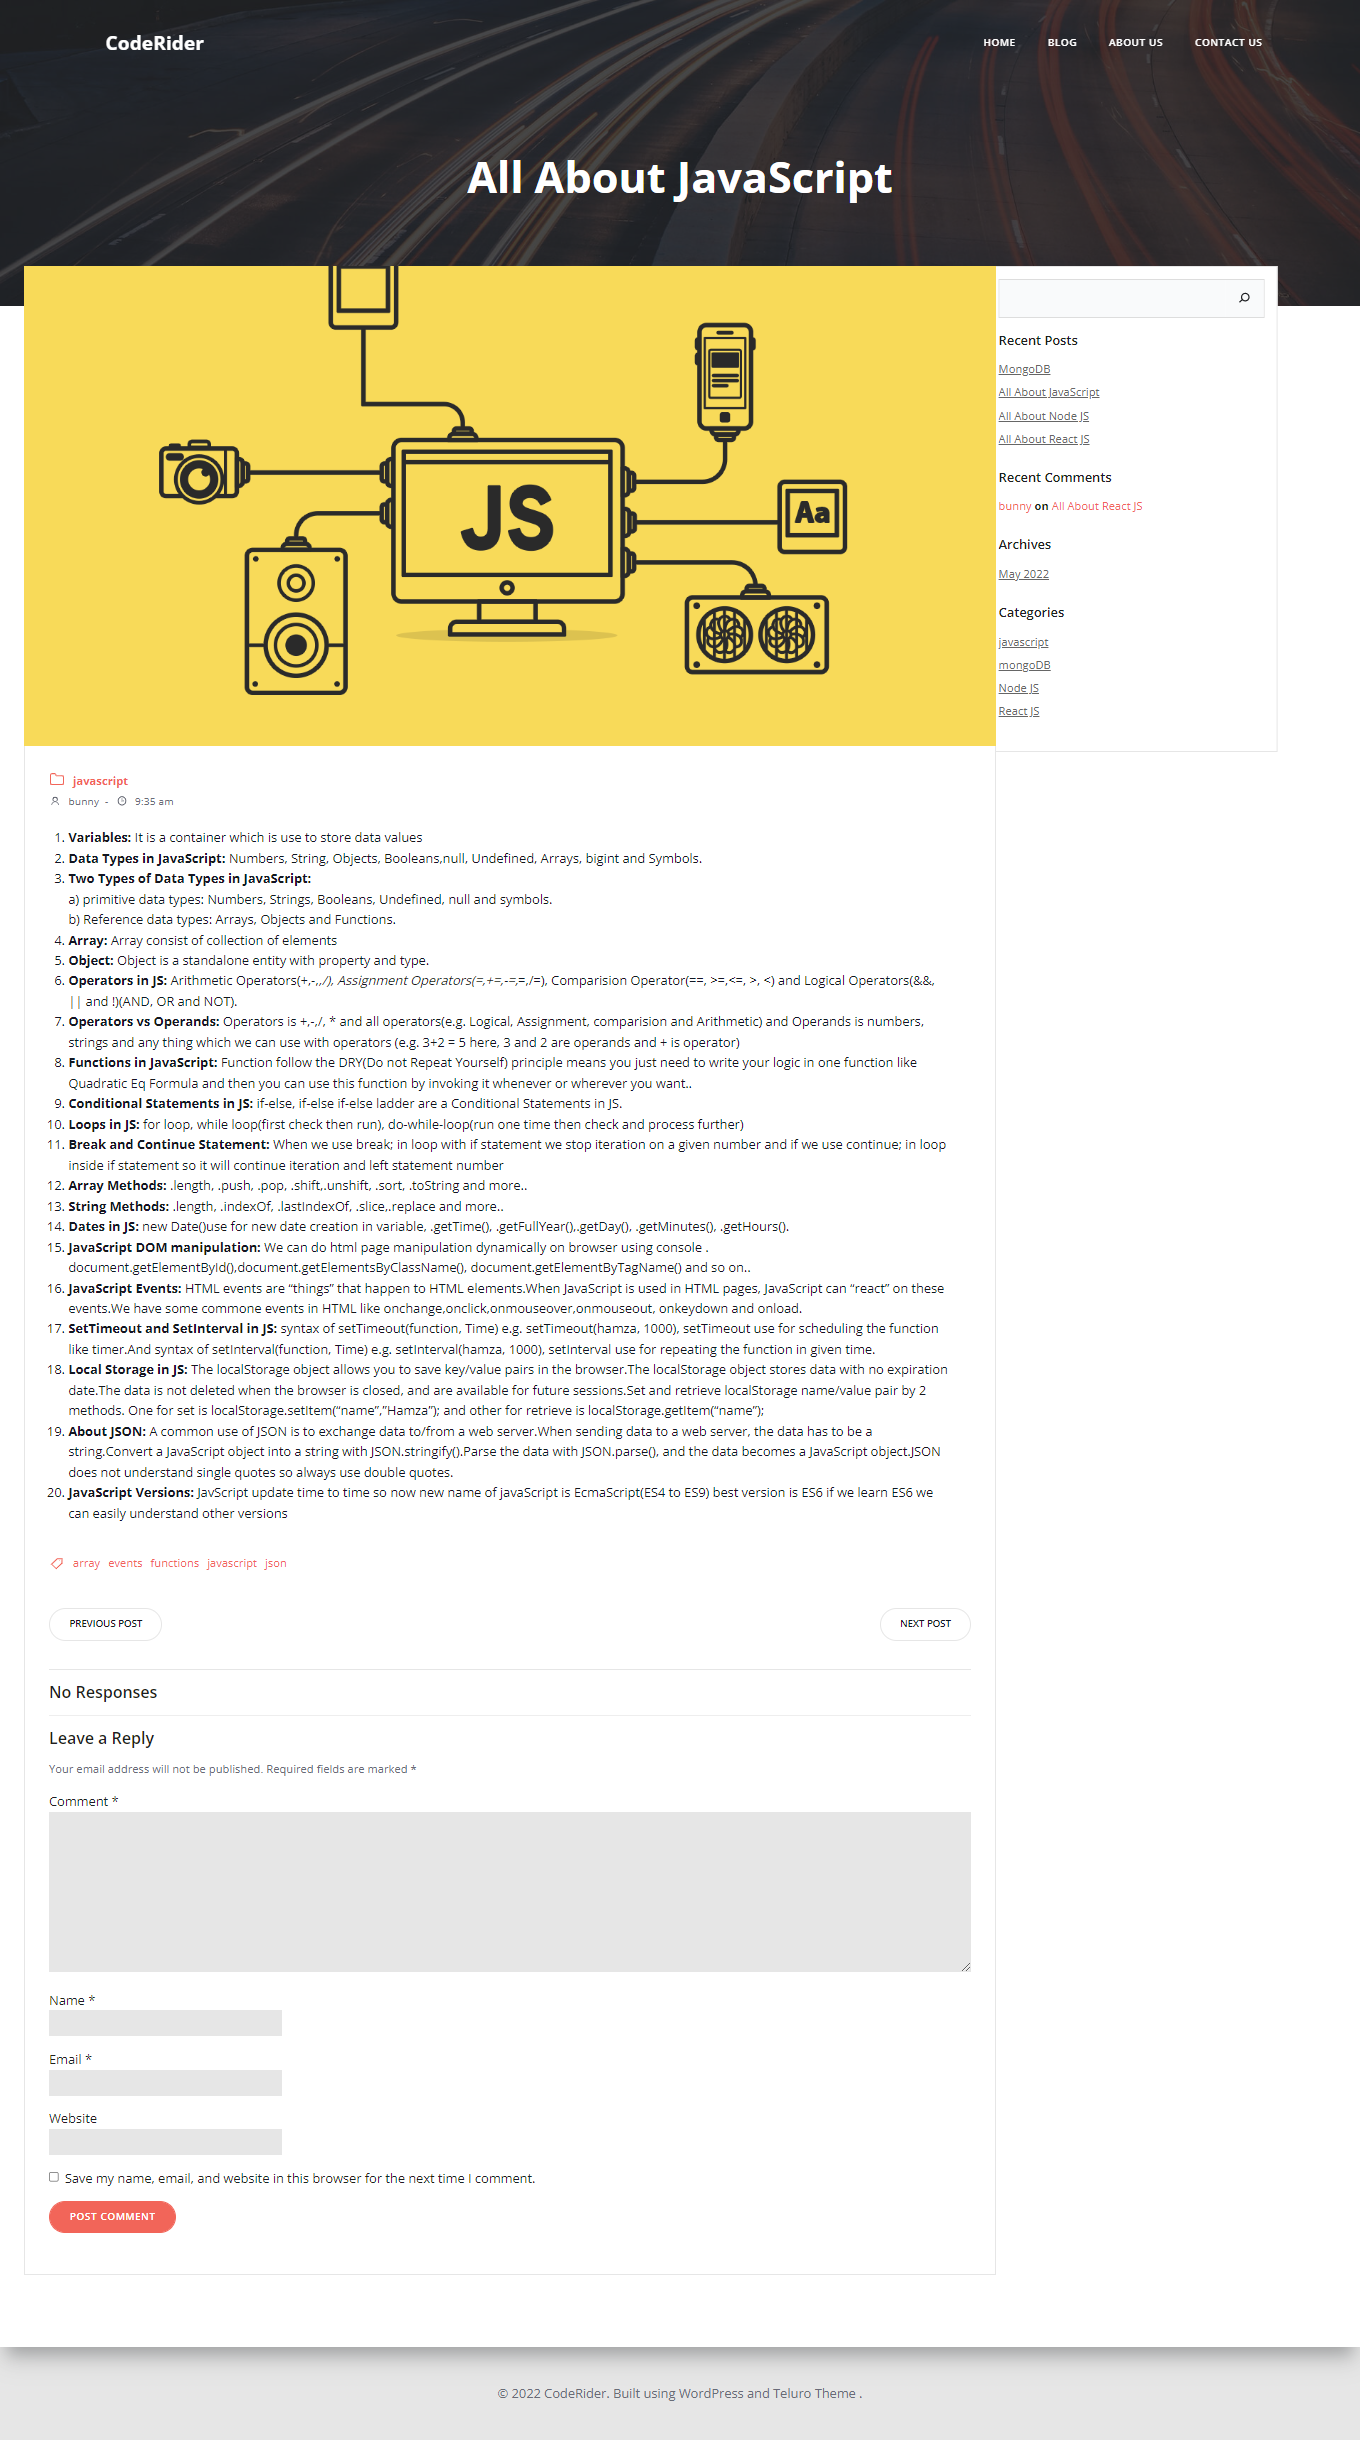 CodeRider
HOME BLOG ABOUT US CONTACT US
All About JavaScript
JS
Aa
Recent Posts
MongoDB
All About JavaScript
All About Node JS
All About React JS
Recent Comments
bunny on All About React JS
Archives
May 2022
Categories
javascript
mongoDB
Node JS
React JS
javascript
bunny - 9:35 am
1. Variables: It is a container which is use to store data values
2. Data Types in JavaScript: Numbers, String, Objects, Booleans,null, Undefined, Arrays, bigint and Symbols.
3. Two Types of Data Types in JavaScript:
a) primitive data types: Numbers, Strings, Booleans, Undefined, null and symbols.
b) Reference data types: Arrays, Objects and Functions.
4. Array: Array consist of collection of elements
5. Object: Object is a standalone entity with property and type.
6. Operators in JS: Arithmetic Operators(+,-,,/), Assignment Operators(=,+=,-=,=,/=), Comparision Operator(==, >=,<=, >, <) and Logical Operators(&&,
|| and !)(AND, OR and NOT).
7. Operators vs Operands: Operators is +,-,/, * and all operators(e.g. Logical, Assignment, comparision and Arithmetic) and Operands is numbers,
strings and any thing which we can use with operators (e.g. 3+2 = 5 here, 3 and 2 are operands and + is operator)
8. Functions in JavaScript: Function follow the DRY(Do not Repeat Yourself) principle means you just need to write your logic in one function like
Quadratic Eq Formula and then you can use this function by invoking it whenever or wherever you want..
9. Conditional Statements in JS: if-else, if-else if-else ladder are a Conditional Statements in JS.
10. Loops in JS: for loop, while loop(first check then run), do-while-loop(run one time then check and process further)
11. Break and Continue Statement: When we use break; in loop with if statement we stop iteration on a given number and if we use continue; in loop
inside if statement so it will continue iteration and left statement number
12. Array Methods: .length, .push, .pop, .shift,.unshift, .sort, .toString and more..
13. String Methods: .length, .indexOf, .lastIndexOf, .slice,.replace and more..
14. Dates in JS: new Date()use for new date creation in variable, .getTime(), .getFullYear(),.getDay(), .getMinutes(), .getHours().
15. JavaScript DOM manipulation: We can do html page manipulation dynamically on browser using console .
document.getElementById(),document.getElementsByClassName(), document.getElementByTagName() and so on..
16. JavaScript Events: HTML events are “things” that happen to HTML elements.When JavaScript is used in HTML pages, JavaScript can “react” on these
events.We have some commone events in HTML like onchange,onclick,onmouseover,onmouseout, onkeydown and onload.
17. SetTimeout and SetInterval in JS: syntax of setTimeout(function, Time) e.g. setTimeout(hamza, 1000), setTimeout use for scheduling the function
like timer.And syntax of setInterval(function, Time) e.g. setInterval(hamza, 1000), setInterval use for repeating the function in given time.
18. Local Storage in JS: The localStorage object allows you to save key/value pairs in the browser.The localStorage object stores data with no expiration
date.The data is not deleted when the browser is closed, and are available for future sessions.Set and retrieve localStorage name/value pair by 2
methods. One for set is localStorage.setItem(“name”,”Hamza”); and other for retrieve is localStorage.getItem(“name”);
19. About JSON: A common use of JSON is to exchange data to/from a web server.When sending data to a web server, the data has to be a
string.Convert a JavaScript object into a string with JSON.stringify().Parse the data with JSON.parse(), and the data becomes a JavaScript object.JSON
does not understand single quotes so always use double quotes.
20. JavaScript Versions: JavScript update time to time so now new name of javaScript is EcmaScript(ES4 to ES9) best version is ES6 if we learn ES6 we
can easily understand other versions
array events functions javascript json
PREVIOUS POST NEXT POST
No Responses
Leave a Reply
Your email address will not be published. Required fields are marked *
Comment *
Name *
Email *
Website
Save my name, email, and website in this browser for the next time I comment.
POST COMMENT
© 2022 CodeRider. Built using WordPress and Teluro Theme .